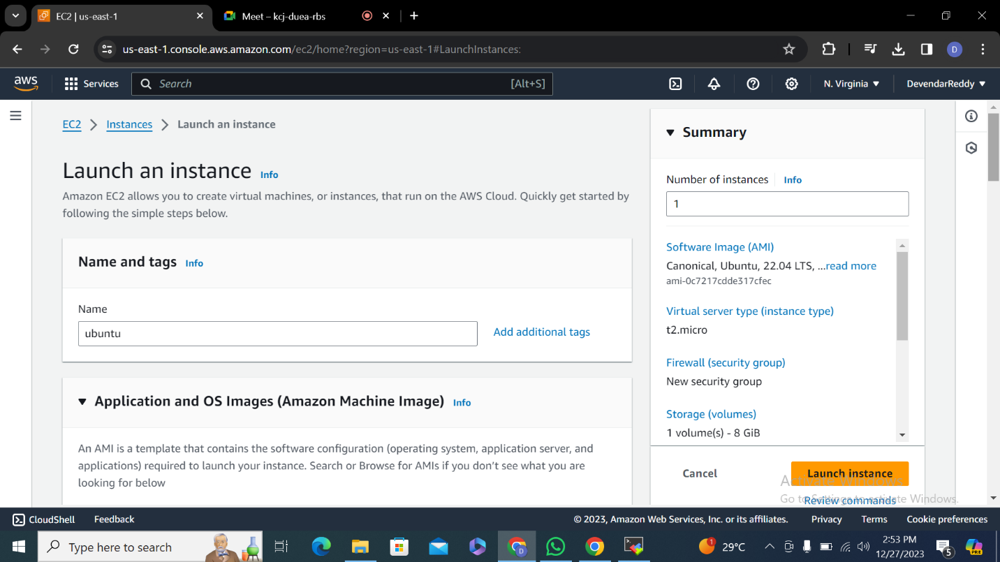 EC2 | us-east-1
Meet – kcj-duea-rbs
us-east-1.console.aws.amazon.com/ec2/home?region=us-east-1#LaunchInstances:
D
aws
Services
Search
[Alt+S]
N. Virginia
DevendarReddy
EC2 > Instances > Launch an instance
Launch an instance Info
Amazon EC2 allows you to create virtual machines, or instances, that run on the AWS Cloud. Quickly get started by
following the simple steps below.
Name and tags Info
Name
ubuntu
Add additional tags
Application and OS Images (Amazon Machine Image) Info
An AMI is a template that contains the software configuration (operating system, application server, and
applications) required to launch your instance. Search or Browse for AMIs if you don't see what you are
looking for below
Summary
Number of instances Info
1
Software Image (AMI)
Canonical, Ubuntu, 22.04 LTS, ...read more
ami-0c7217cdde317cfec
Virtual server type (instance type)
t2.micro
Firewall (security group)
New security group
Storage (volumes)
1 volume(s) - 8 GiB
Cancel
Launch instance
Review commands
Activate Windows
Go to Settings to activate Windows.
CloudShell
Feedback
© 2023, Amazon Web Services, Inc. or its affiliates.
Privacy
Terms
Cookie preferences
Type here to search
D
1
29°C
2:53 PM
12/27/2023
5
PRE